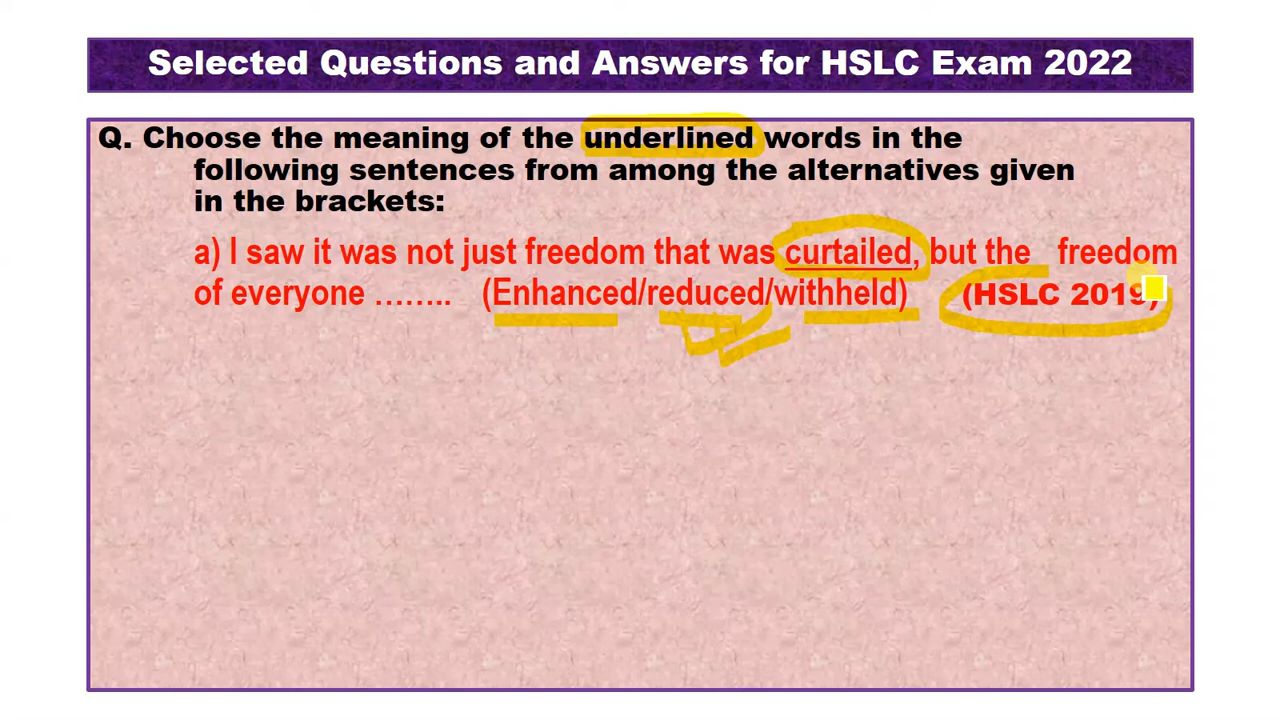 Selected Questions and Answers for HSLC Exam 2022
Q. Choose the meaning of the underlined words in the
following sentences from among the alternatives given
in the brackets:
a) I saw it was not just freedom that was curtailed, but the freedom
of everyone …….. (Enhanced/reduced/withheld) (HSLC 2019)